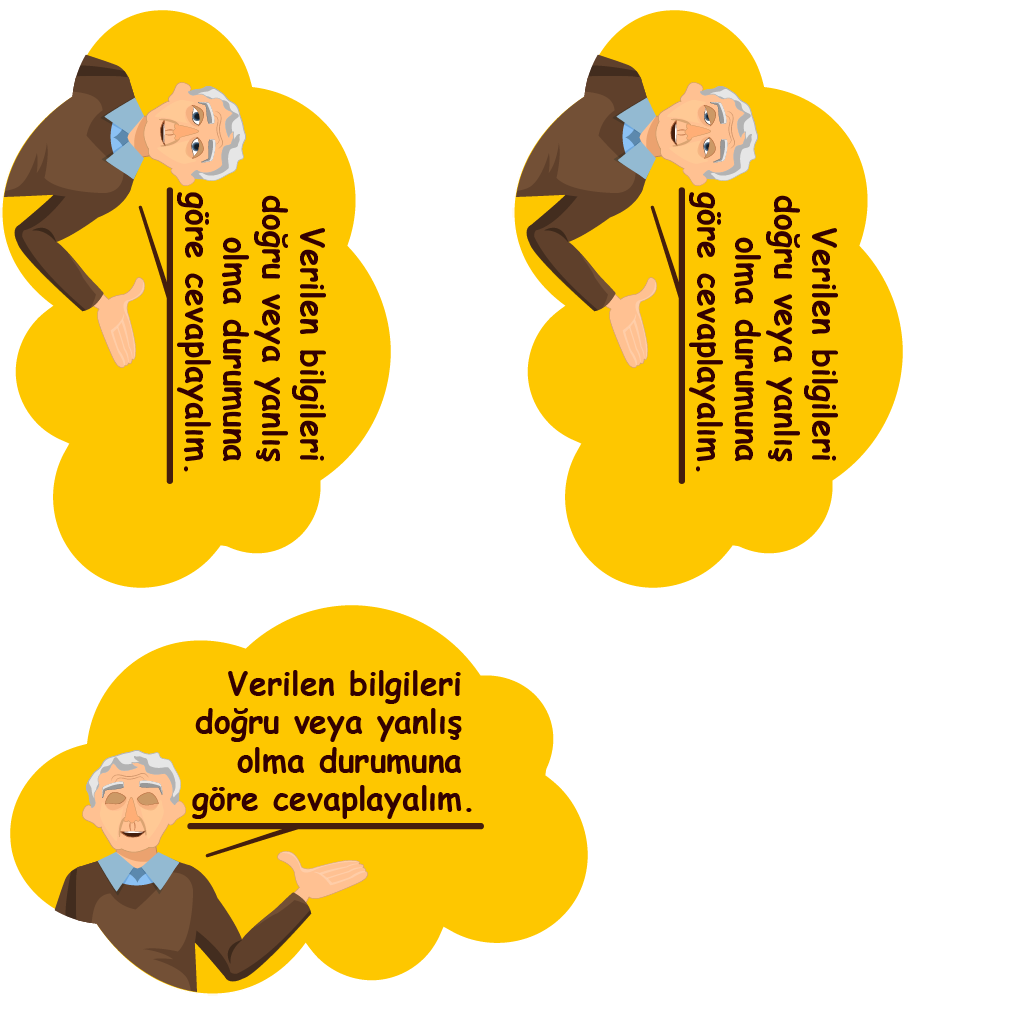 Verilen bilgileri
doğru veya yanlış
olma durumuna
göre cevaplayalım.
Verilen bilgileri
doğru veya yanlış
olma durumuna
göre cevaplayalım.
Verilen bilgileri
doğru veya yanlış
olma durumuna
göre cevaplayalım.